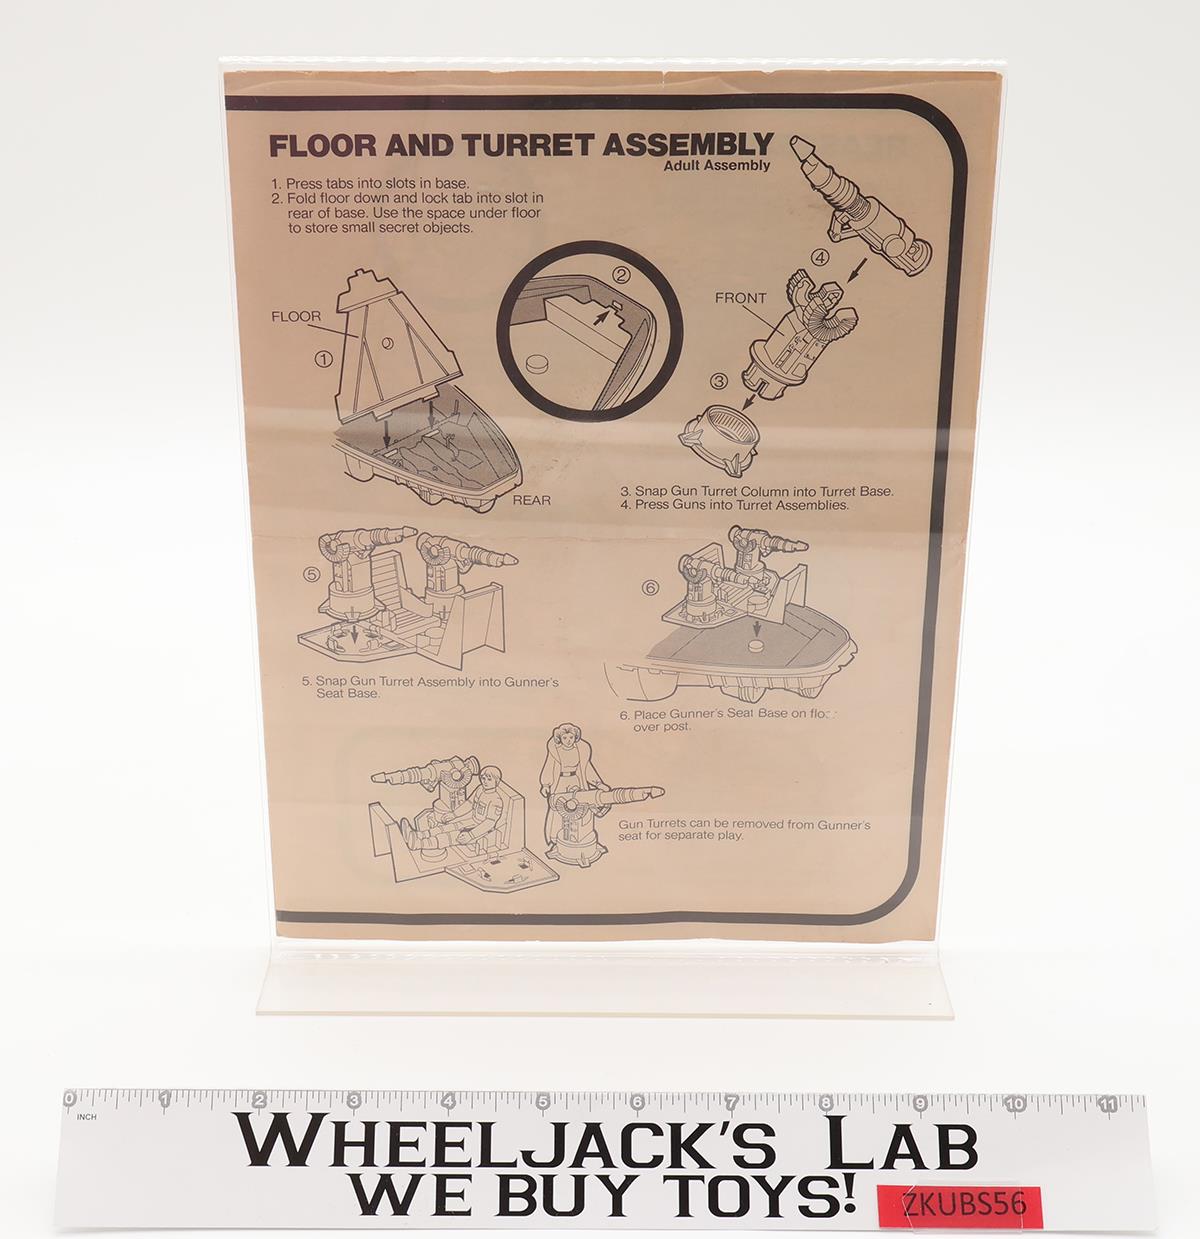 FLOOR AND TURRET ASSEMBLY
Adult Assembly
1. Press tabs into slots in base.
2. Fold floor down and lock tab into slot in
rear of base. Use the space under floor
to store small secret objects.
FLOOR
①
REAR
②
FRONT
④
③
3. Snap Gun Turret Column into Turret Base.
4. Press Guns into Turret Assemblies.
⑤
5. Snap Gun Turret Assembly into Gunner's
Seat Base.
⑥
6. Place Gunner's Seat Base on
over post.
Gun Turrets can be removed from Gunner's
seat for separate play.
0 1 2 3 4 5 6 7 8 9 10 11
INCH
WHEELJACK'S LAB
WE BUY TOYS!
ZKUBS56